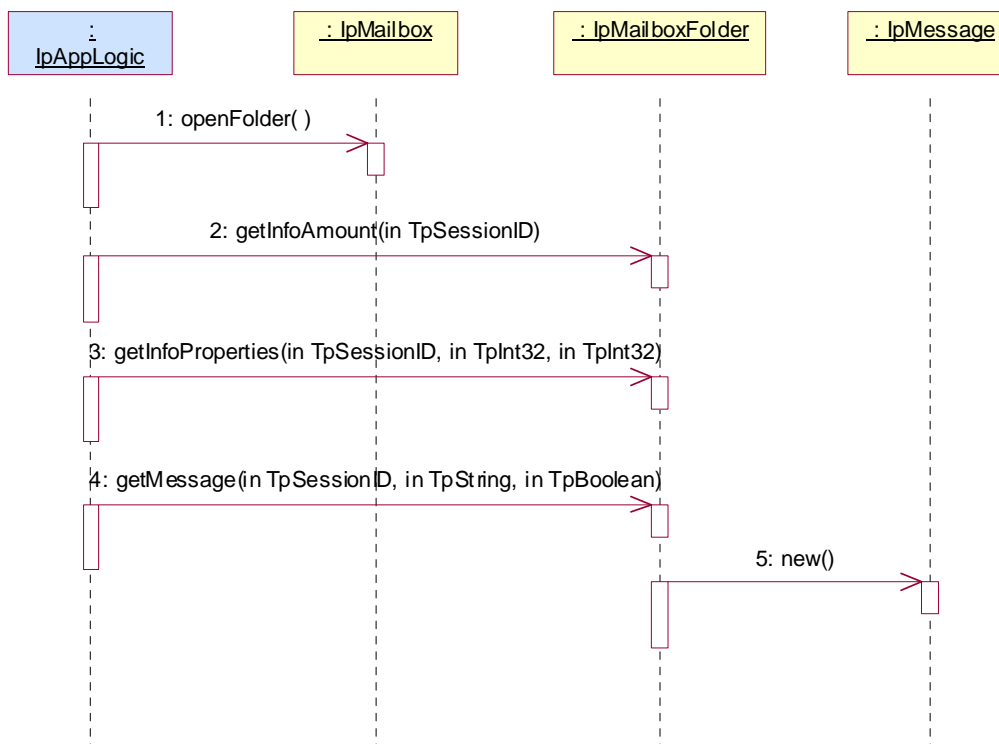 :
IpAppLogic
: IpMailbox
: IpMailboxFolder
: IpMessage
1: openFolder( )
2: getInfoAmount(in TpSessionID)
3: getInfoProperties(in TpSessionID, in TpInt32, in TpInt32)
4: getMessage(in TpSessionID, in TpString, in TpBoolean)
5: new()